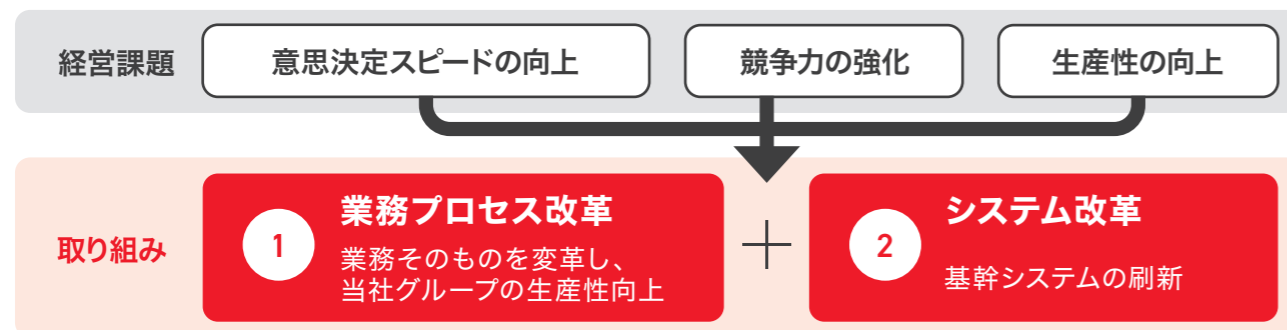 経営課題
意思決定スピードの向上
競争力の強化
生産性の向上
取り組み
1
業務プロセス改革
業務そのものを変革し、
当社グループの生産性向上
+
2
システム改革
基幹システムの刷新